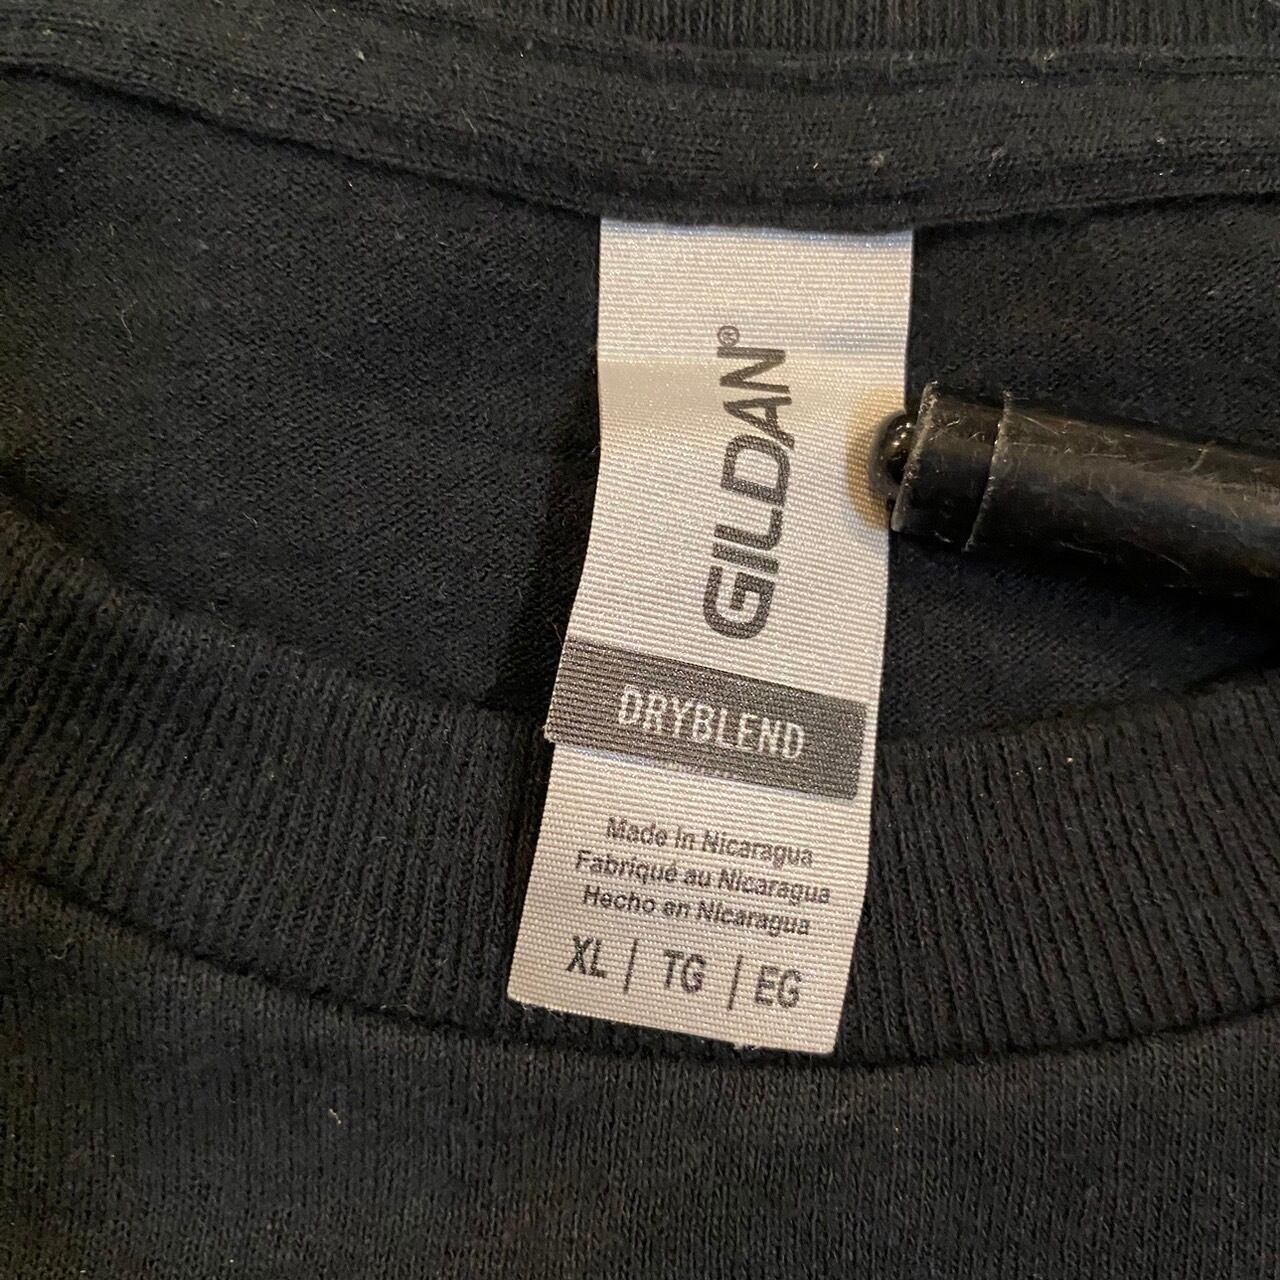 GILDAN®
DRYBLEND
Made in Nicaragua
Fabriqué au Nicaragua
Hecho en Nicaragua
XL | TG | EG